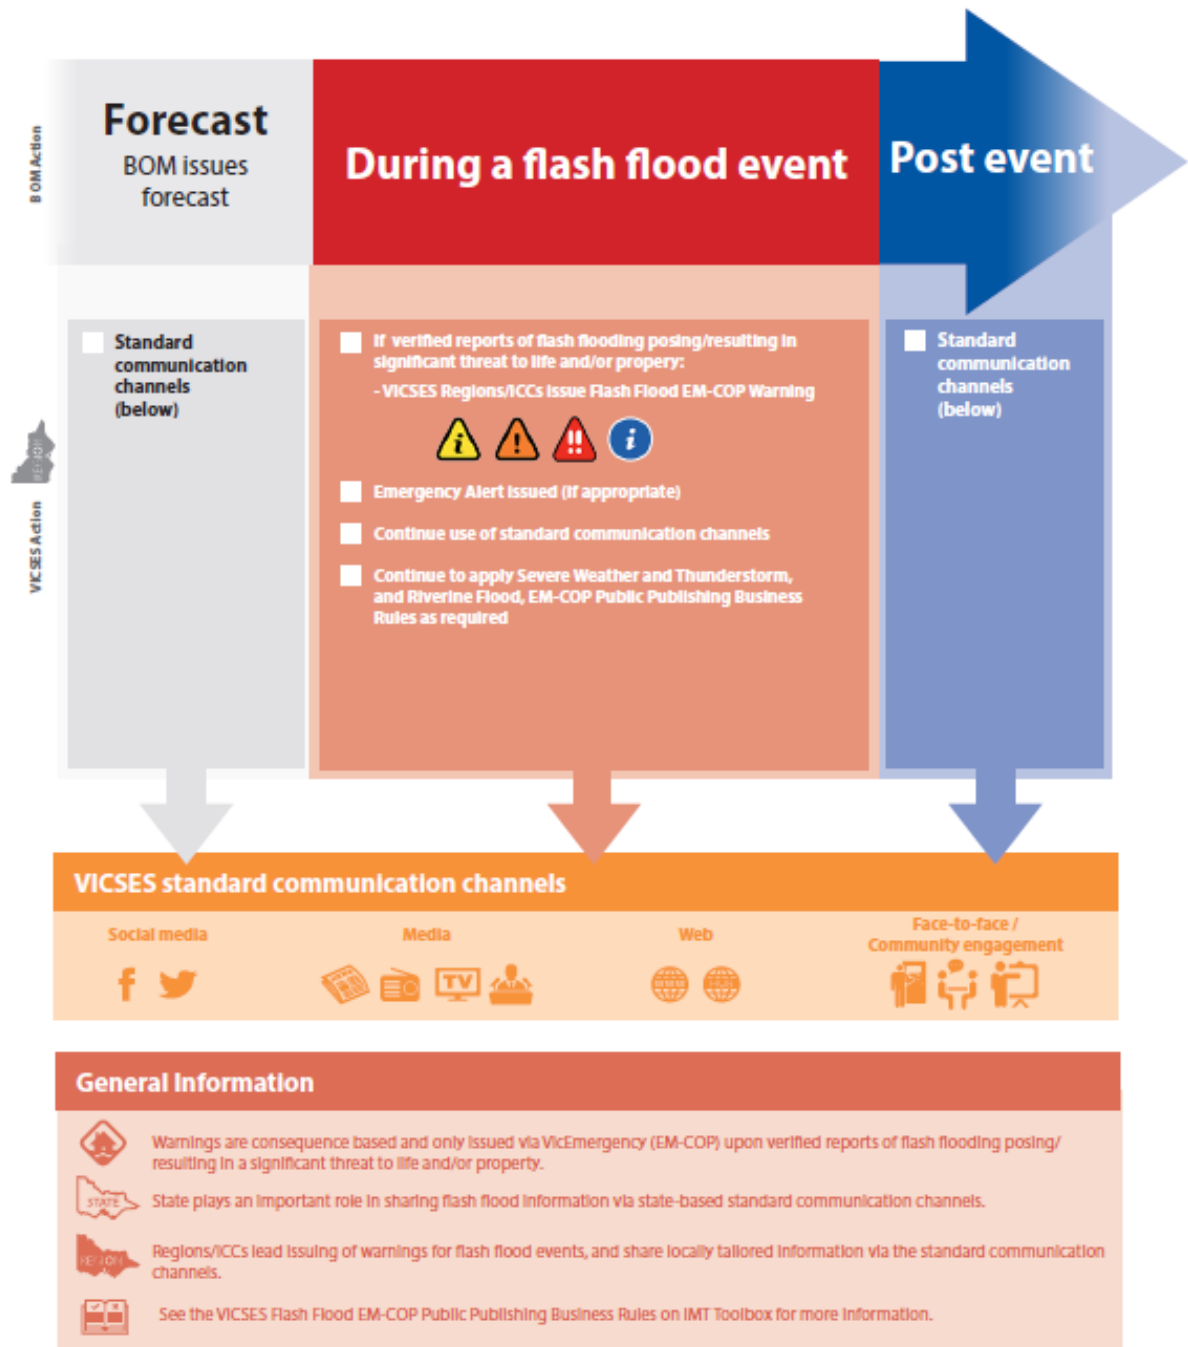 BOM Action
Forecast
BOM issues
forecast
During a flash flood event
Post event
REGION
VICSES Action
Standard
communication
channels
(below)
If verified reports of flash flooding posing/resulting in
significant threat to life and/or propery:
- VICSES Regions/ICCs Issue Flash Flood EM-COP Warning
i
!
!!
i
Emergency Alert issued (if appropriate)
Continue use of standard communication channels
Continue to apply Severe Weather and Thunderstorm,
and Riverine Flood, EM-COP Public Publishing Business
Rules as required
Standard
communication
channels
(below)
VICSES standard communication channels
Social media
Media
Web
Face-to-face /
Community engagement
f
NEWS
TV
WWW
General Information
Warnings are consequence based and only issued via VicEmergency (EM-COP) upon verified reports of flash flooding posing/
resulting in a significant threat to life and/or property.
STATE
State plays an important role in sharing flash flood information via state-based standard communication channels.
REGION
Regions/ICCs lead issuing of warnings for flash flood events, and share locally tailored information via the standard communication
channels.
See the VICSES Flash Flood EM-COP Public Publishing Business Rules on IMT Toolbox for more information.